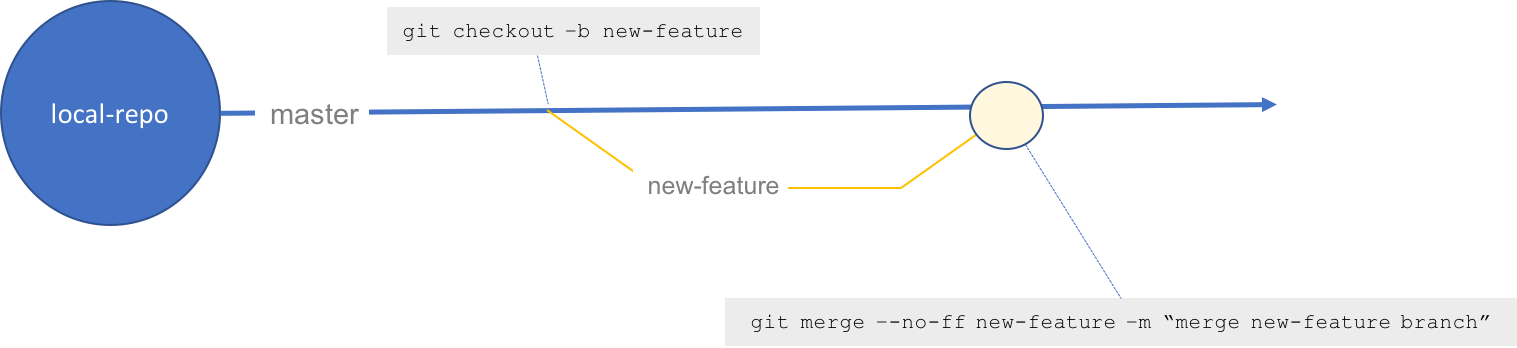 git checkout –b new-feature
local-repo
master
new-feature
git merge –-no-ff new-feature –m “merge new-feature branch”